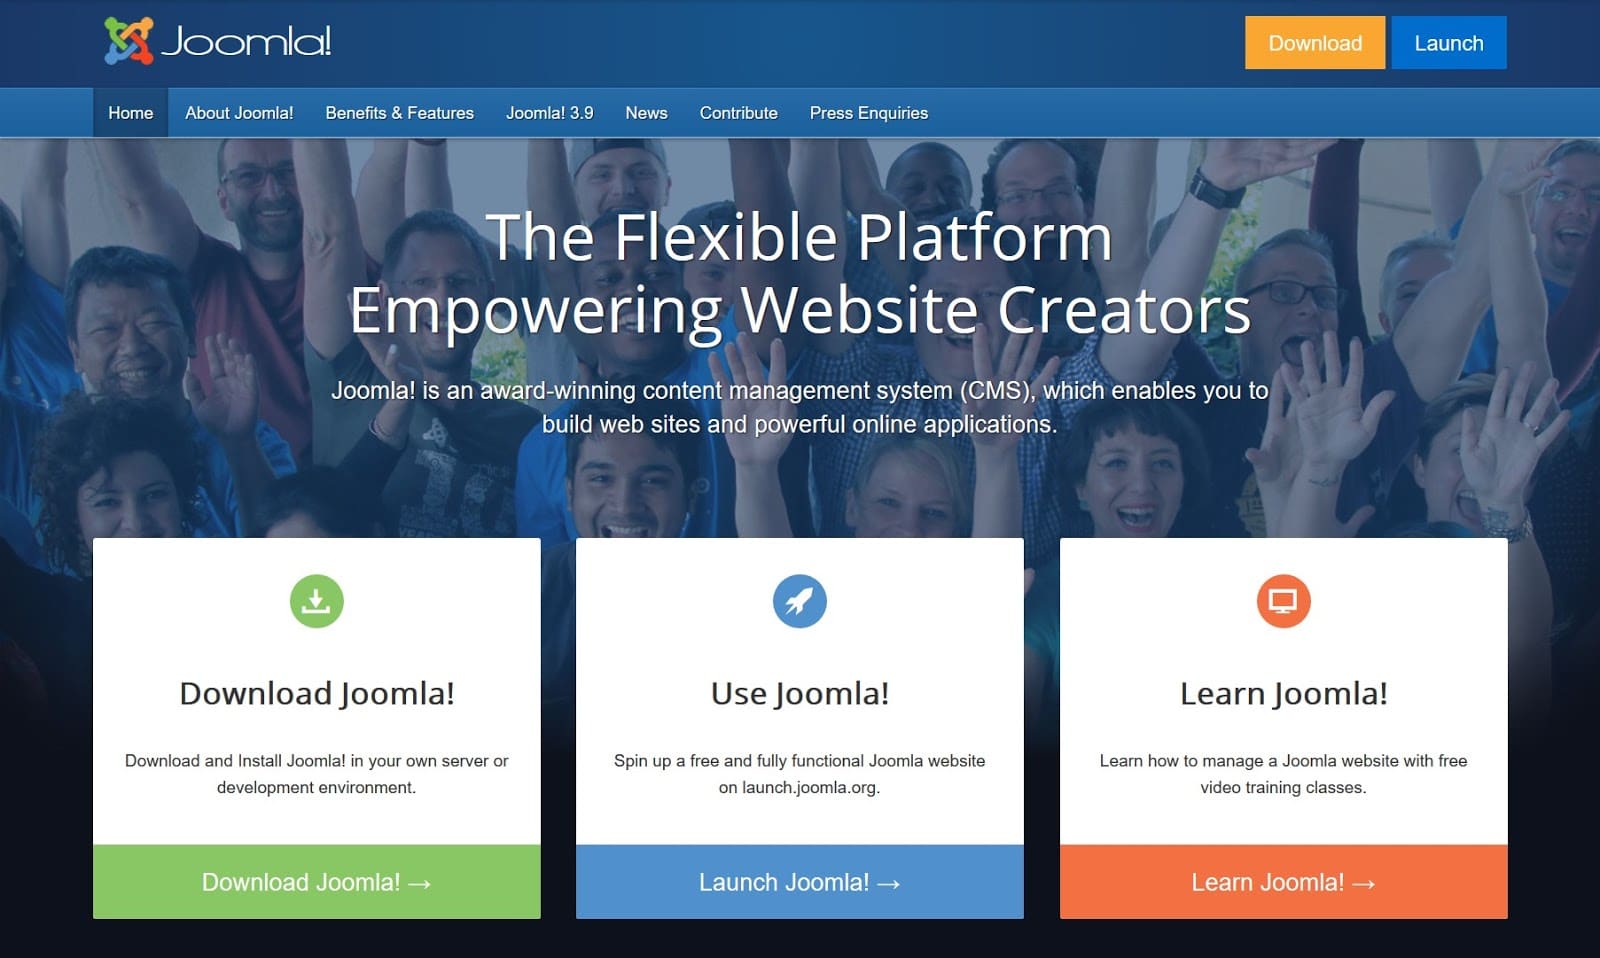 Joomla!
Download
Launch
Home
About Joomla!
Benefits & Features
Joomla! 3.9
News
Contribute
Press Enquiries
The Flexible Platform
Empowering Website Creators
Joomla! is an award-winning content management system (CMS), which enables you to
build web sites and powerful online applications.
Download Joomla!
Download and Install Joomla! in your own server or
development environment.
Download Joomla! →
Use Joomla!
Spin up a free and fully functional Joomla website
on launch.joomla.org.
Launch Joomla! →
Learn Joomla!
Learn how to manage a Joomla website with free
video training classes.
Learn Joomla! →